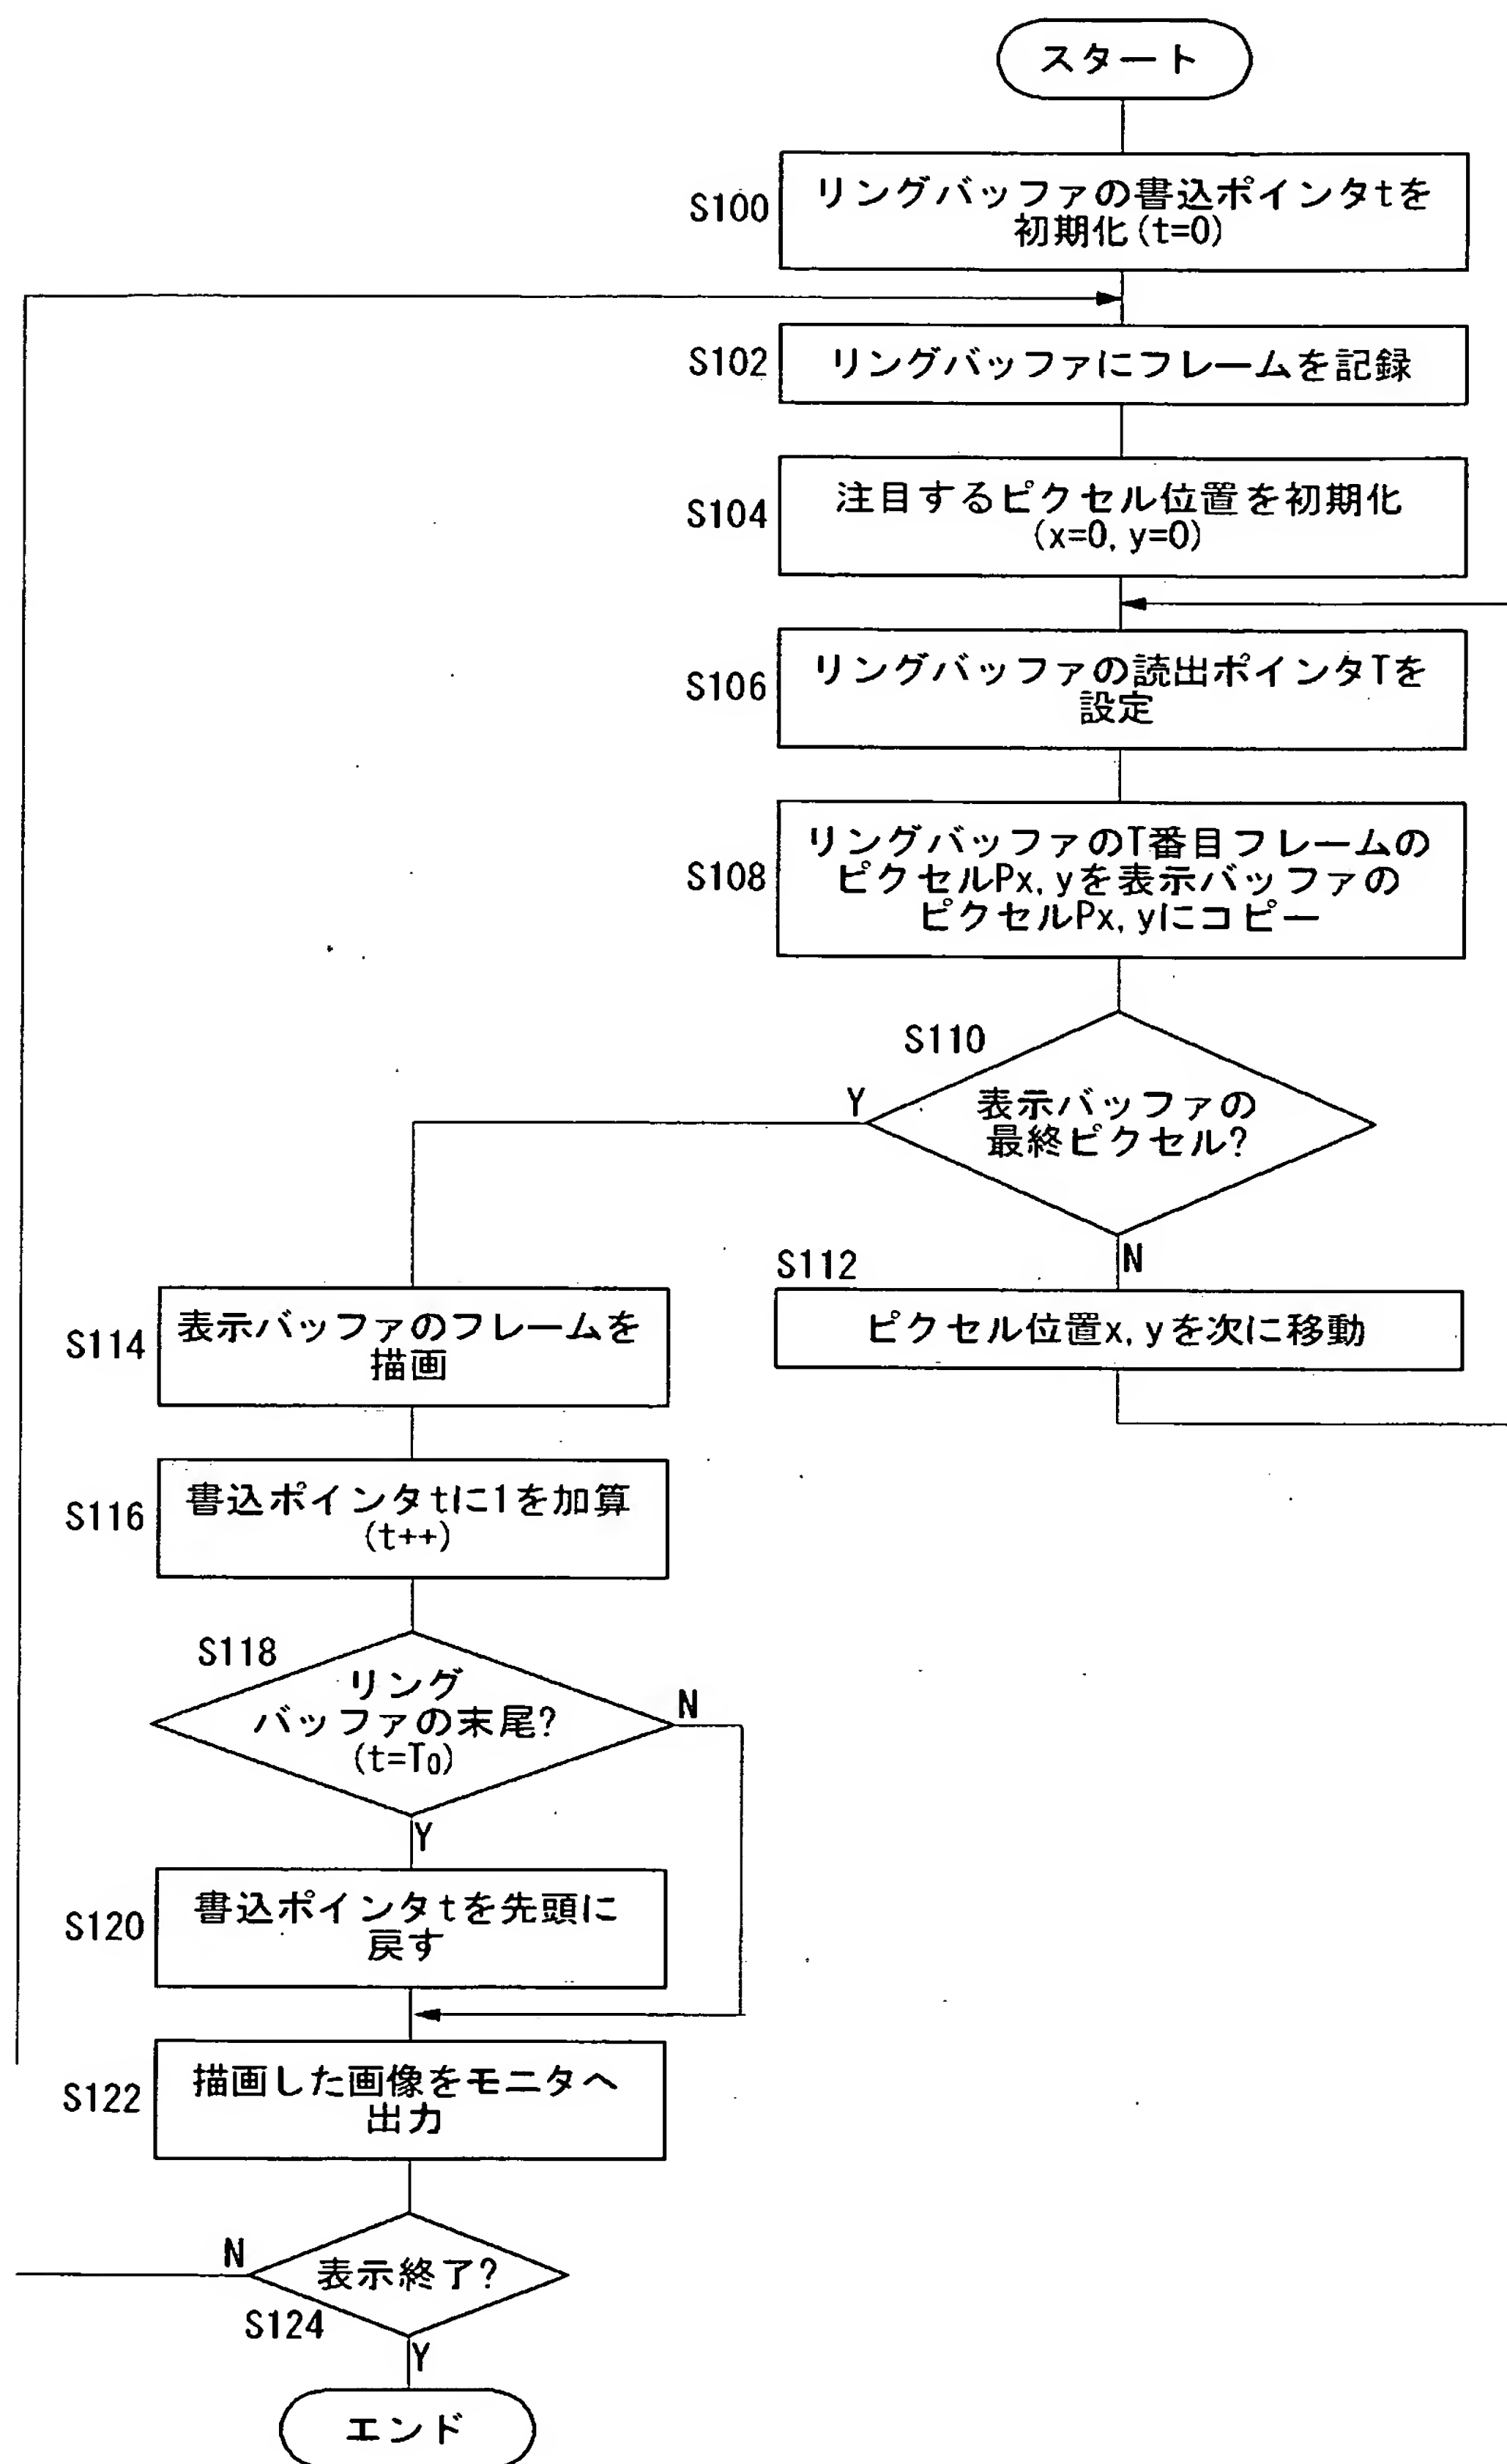 スタート
S100
リングバッファの書込ポインタtを
初期化(t=0)
S102
リングバッファにフレームを記録
S104
注目するピクセル位置を初期化
(x=0, y=0)
S106
リングバッファの読出ポインタTを
設定
S108
リングバッファのT番目フレームの
ピクセルPx, yを表示バッファの
ピクセルPx, yにコピー
S110
表示バッファの
最終ピクセル?
Y
N
S112
ピクセル位置x, yを次に移動
S114
表示バッファのフレームを
描画
S116
書込ポインタtに1を加算
(t++)
S118
リング
バッファの末尾?
(t=T₀)
N
Y
S120
書込ポインタtを先頭に
戻す
S122
描画した画像をモニタへ
出力
N
表示終了?
S124
Y
エンド